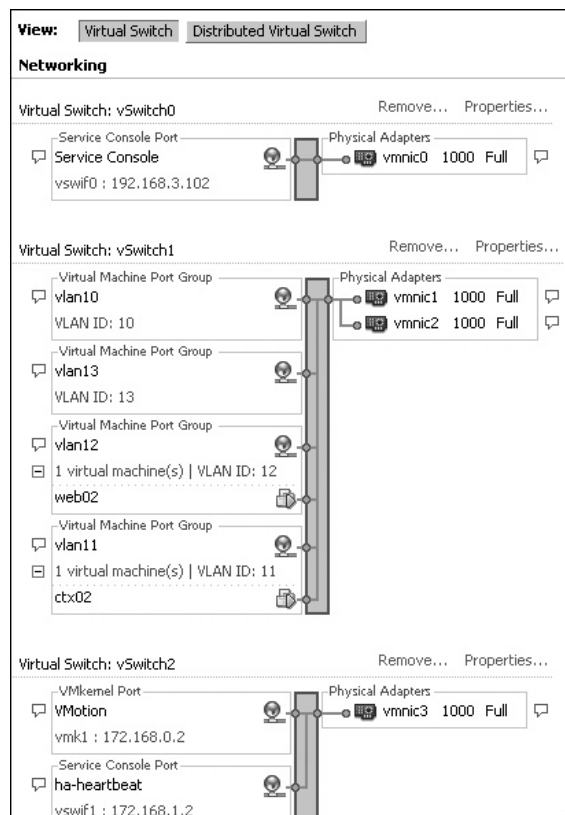 View: Virtual Switch Distributed Virtual Switch
Networking
Virtual Switch: vSwitch0 Remove... Properties...
Service Console Port Physical Adapters
Service Console vmnic0 1000 Full
vswif0 : 192.168.3.102
Virtual Switch: vSwitch1 Remove... Properties...
Virtual Machine Port Group Physical Adapters
vlan10 vmnic1 1000 Full
VLAN ID: 10 vmnic2 1000 Full
Virtual Machine Port Group
vlan13
VLAN ID: 13
Virtual Machine Port Group
vlan12
1 virtual machine(s) | VLAN ID: 12
web02
Virtual Machine Port Group
vlan11
1 virtual machine(s) | VLAN ID: 11
ctx02
Virtual Switch: vSwitch2 Remove... Properties...
VMkernel Port Physical Adapters
VMotion vmnic3 1000 Full
vmk1 : 172.168.0.2
Service Console Port
ha-heartbeat
vswif1 : 172.168.1.2